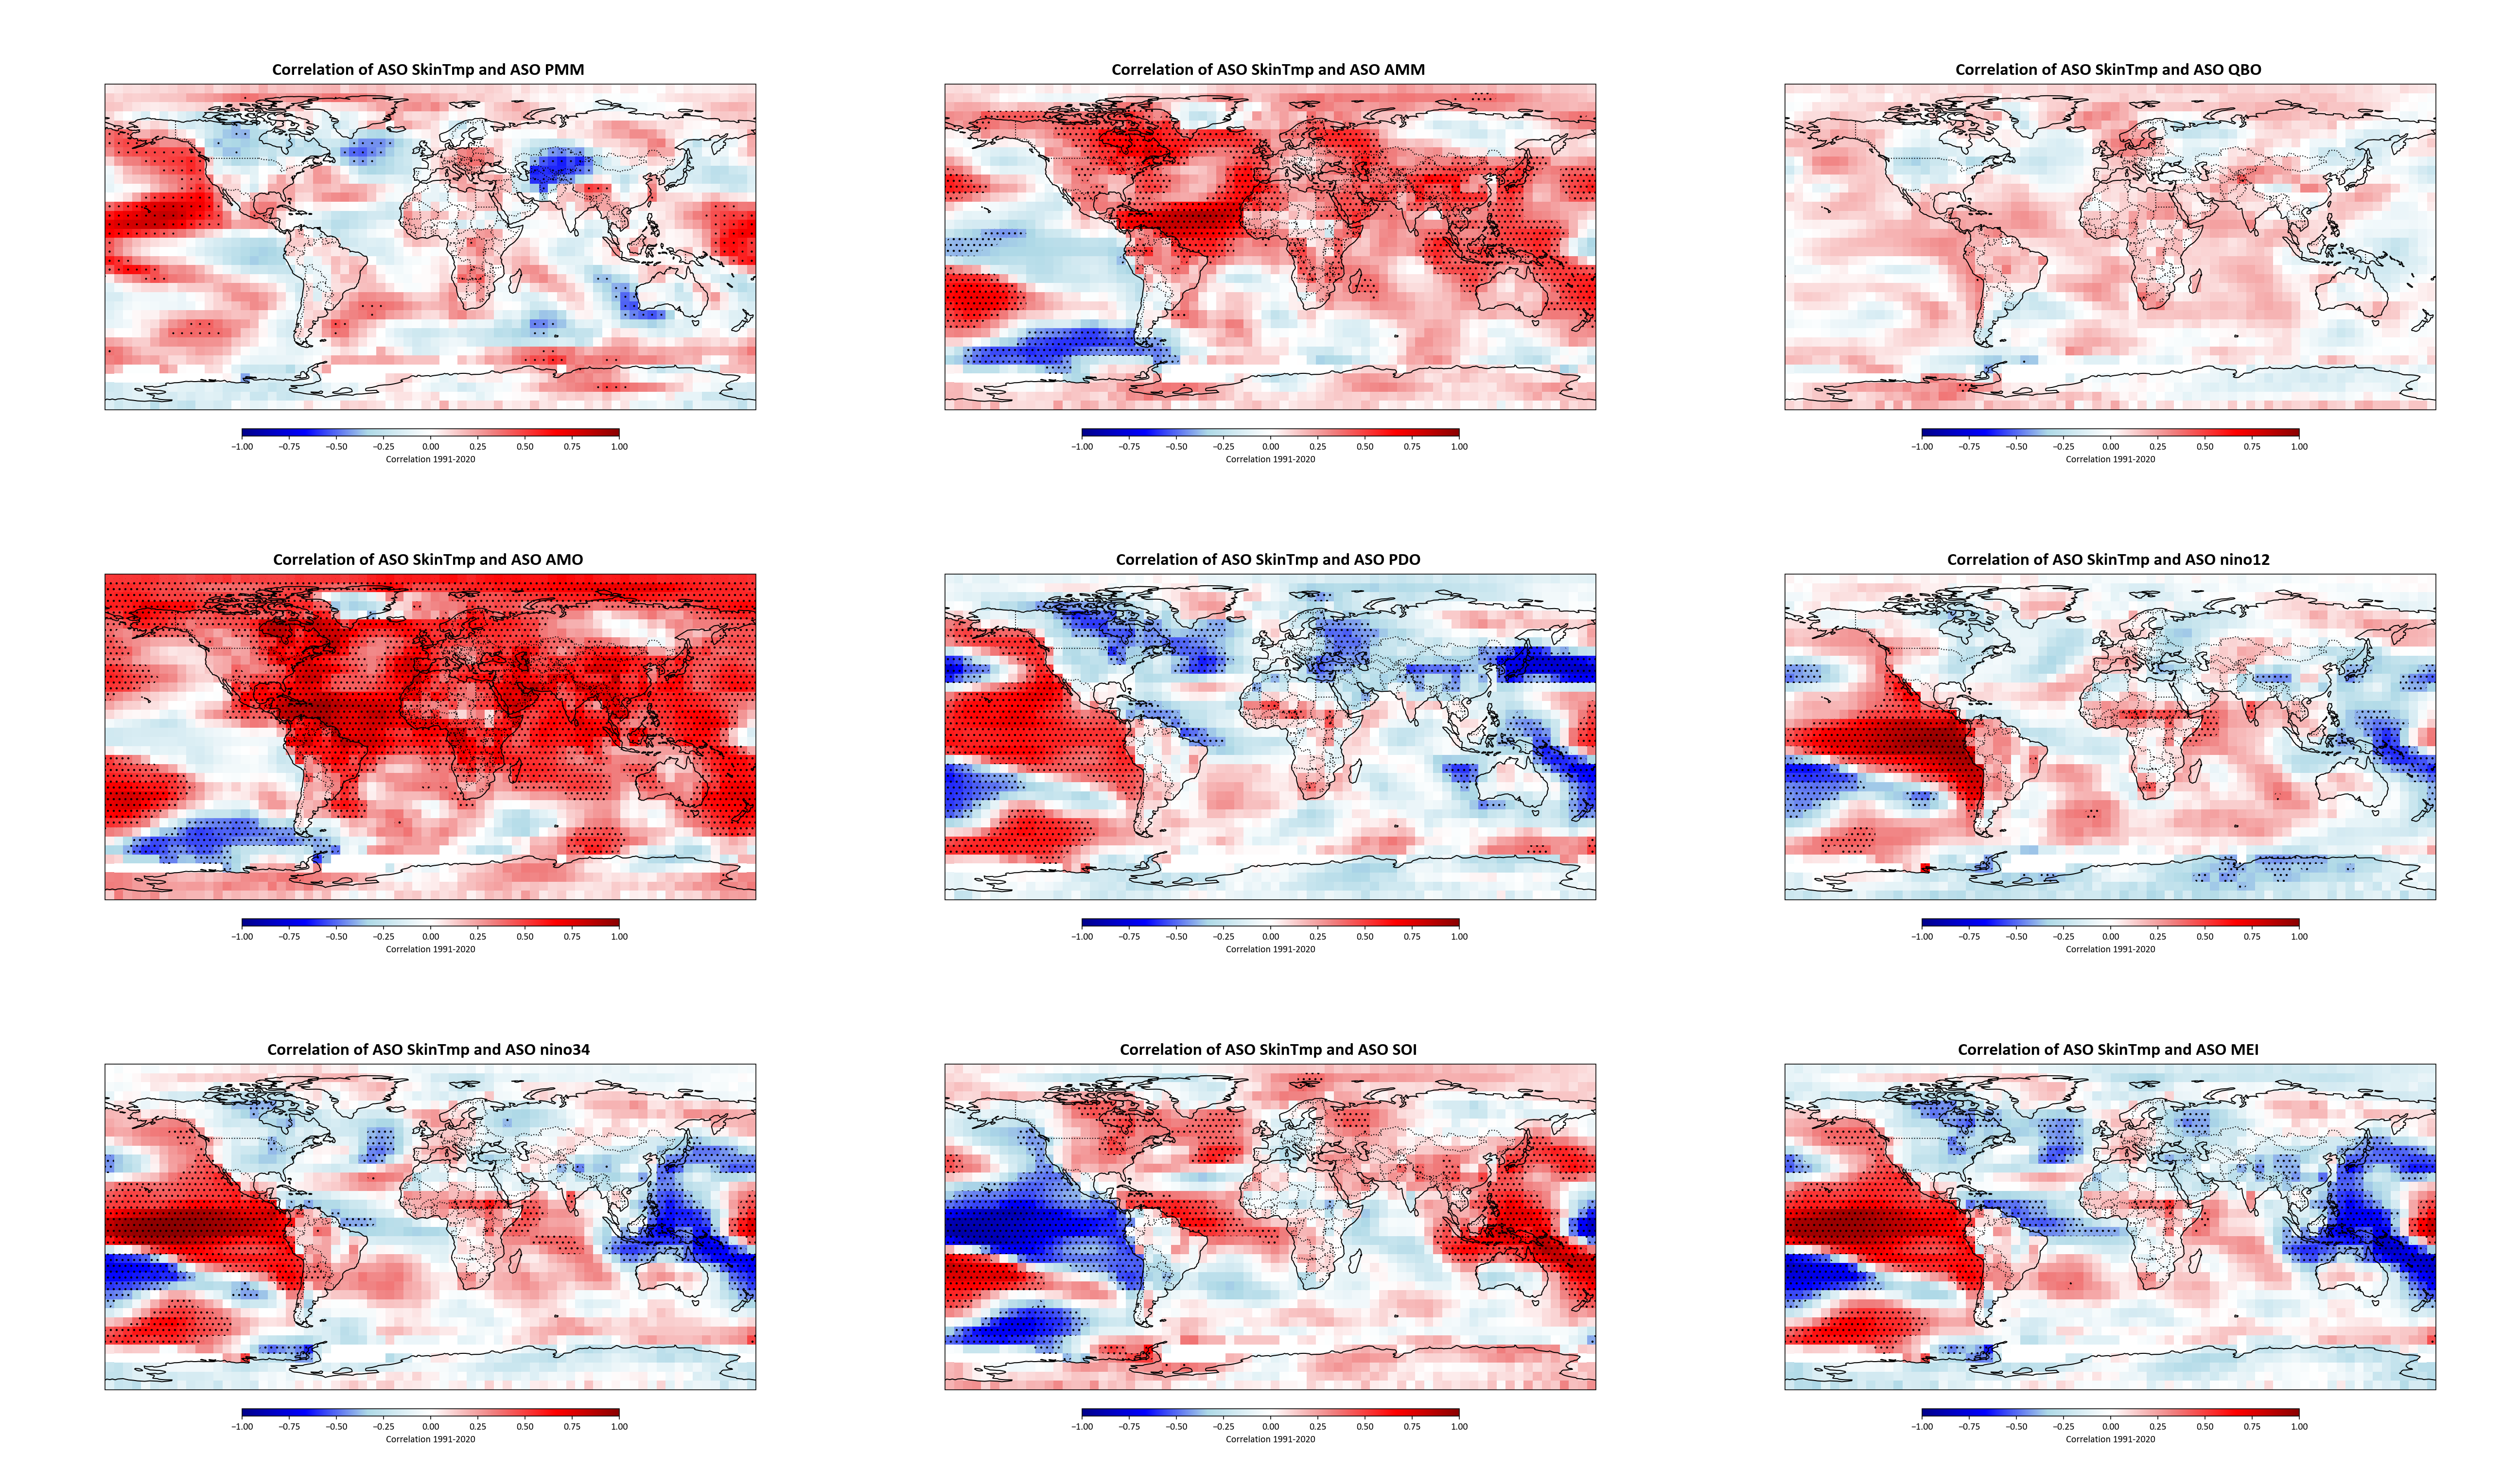 Correlation of ASO SkinTmp and ASO PMM
−1.00 −0.75 −0.50 −0.25 0.00 0.25 0.50 0.75 1.00
Correlation 1991-2020
Correlation of ASO SkinTmp and ASO AMM
−1.00 −0.75 −0.50 −0.25 0.00 0.25 0.50 0.75 1.00
Correlation 1991-2020
Correlation of ASO SkinTmp and ASO QBO
−1.00 −0.75 −0.50 −0.25 0.00 0.25 0.50 0.75 1.00
Correlation 1991-2020
Correlation of ASO SkinTmp and ASO AMO
−1.00 −0.75 −0.50 −0.25 0.00 0.25 0.50 0.75 1.00
Correlation 1991-2020
Correlation of ASO SkinTmp and ASO PDO
−1.00 −0.75 −0.50 −0.25 0.00 0.25 0.50 0.75 1.00
Correlation 1991-2020
Correlation of ASO SkinTmp and ASO nino12
−1.00 −0.75 −0.50 −0.25 0.00 0.25 0.50 0.75 1.00
Correlation 1991-2020
Correlation of ASO SkinTmp and ASO nino34
−1.00 −0.75 −0.50 −0.25 0.00 0.25 0.50 0.75 1.00
Correlation 1991-2020
Correlation of ASO SkinTmp and ASO SOI
−1.00 −0.75 −0.50 −0.25 0.00 0.25 0.50 0.75 1.00
Correlation 1991-2020
Correlation of ASO SkinTmp and ASO MEI
−1.00 −0.75 −0.50 −0.25 0.00 0.25 0.50 0.75 1.00
Correlation 1991-2020